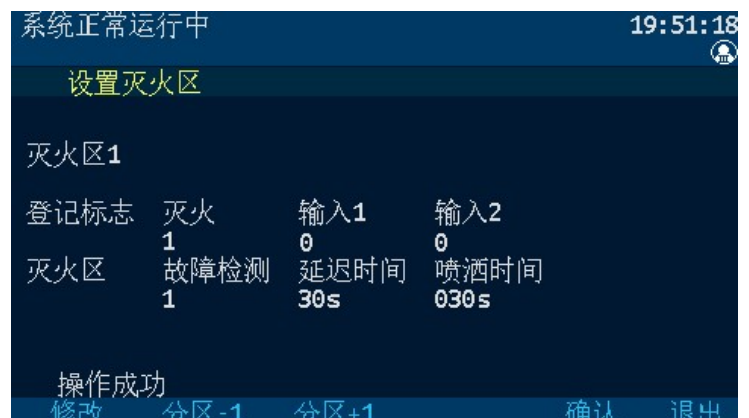 系统正常运行中 19:51:18
设置灭火区
灭火区1
登记标志 灭火 输入1 输入2
1 0 0
灭火区 故障检测 延迟时间 喷洒时间
1 30s 030s
操作成功
修改 分区-1 分区+1 确认 退出